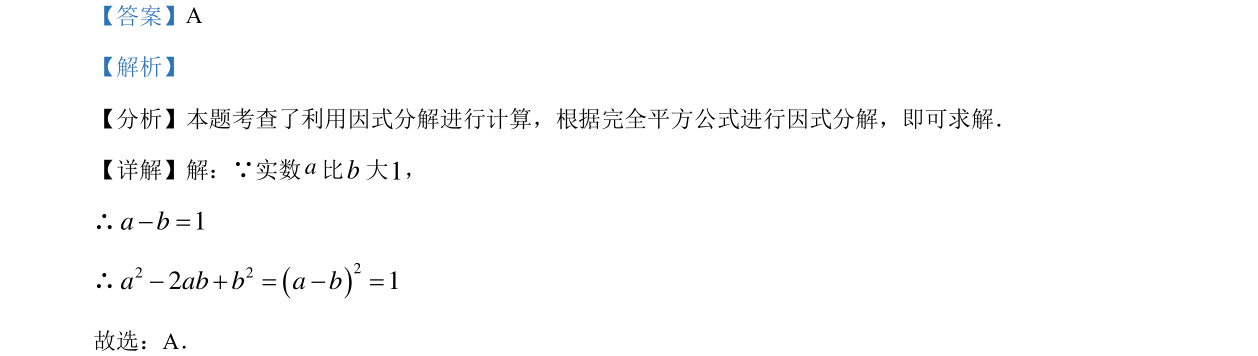 【答案】A
【解析】
【分析】本题考查了利用因式分解进行计算，根据完全平方公式进行因式分解，即可求解．
【详解】解：∵实数a比b大1，
∴a−b=1
∴a²−2ab+b²=(a−b)²=1
故选：A．